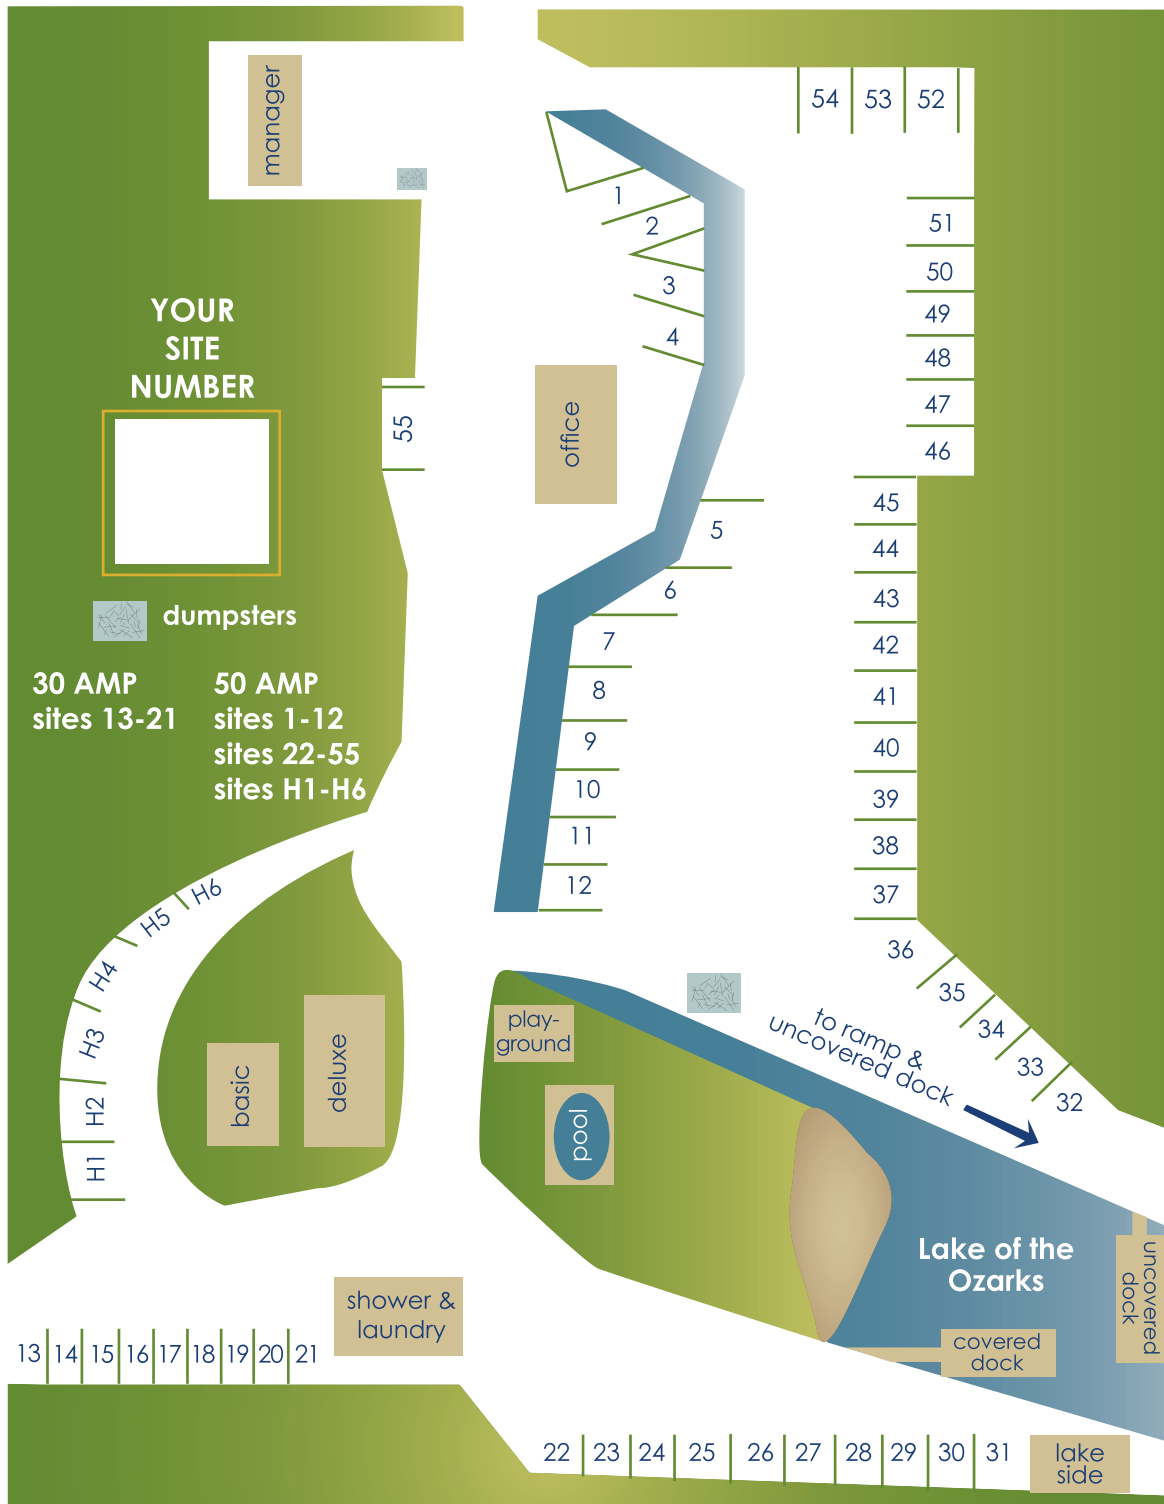 manager
54 53 52
1
2
3
4
51
50
49
48
47
46
YOUR
SITE
NUMBER
55
office
45
44
43
42
41
40
39
38
37
5
6
7
8
9
10
11
12
dumpsters
30 AMP
sites 13-21
50 AMP
sites 1-12
sites 22-55
sites H1-H6
H6
H5
H4
H3
H2
H1
basic
deluxe
play-
ground
pool
36
35
34
33
32
to ramp &
uncovered dock
Lake of the
Ozarks
uncovered
dock
covered
dock
shower &
laundry
13 14 15 16 17 18 19 20 21
22 23 24 25 26 27 28 29 30 31
lake
side